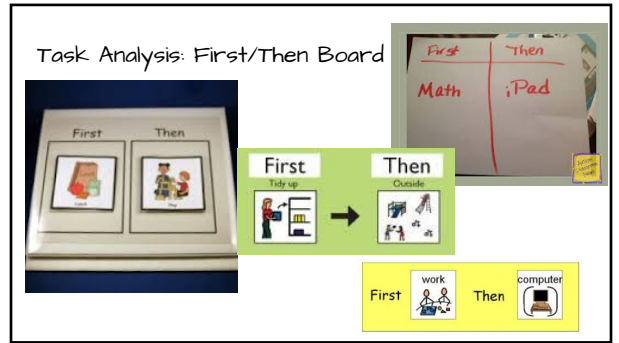 Task Analysis: First/Then Board
First Then
Math iPad
First Then
First Then
Tidy up Outside
work computer
First Then